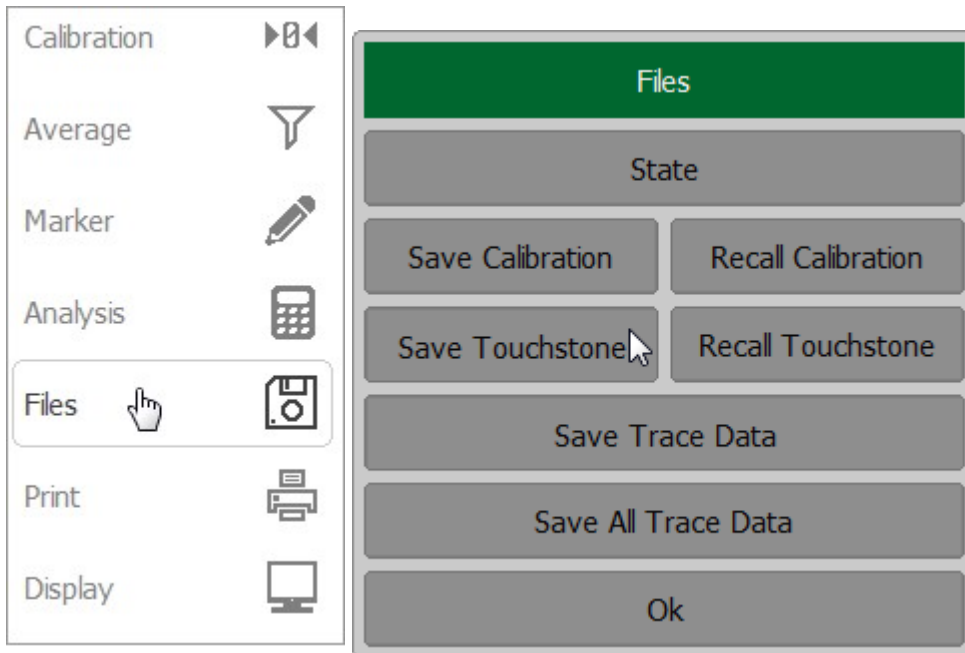 Calibration
Average
Marker
Analysis
Files
Print
Display
Files
State
Save Calibration Recall Calibration
Save Touchstone Recall Touchstone
Save Trace Data
Save All Trace Data
Ok